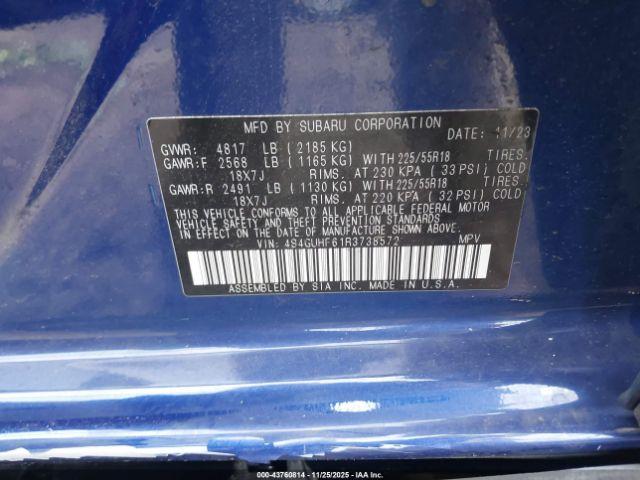 MFD BY SUBARU CORPORATION DATE: 11/23
GVWR: 4817 LB (2185 KG)
GAWR:F 2568 LB (1165 KG) WITH 225/55R18 TIRES.
18X7J RIMS. AT 230 KPA (33 PSI) COLD
GAWR:R 2491 LB (1130 KG) WITH 225/55R18 TIRES.
18X7J RIMS. AT 220 KPA (32 PSI) COLD
THIS VEHICLE CONFORMS TO ALL APPLICABLE FEDERAL MOTOR
VEHICLE SAFETY AND THEFT PREVENTION STANDARDS
IN EFFECT ON THE DATE OF MANUFACTURE SHOWN ABOVE.
VIN: 4S4GUHF61R3738572 MPV
ASSEMBLED BY SIA INC. MADE IN U.S.A.
000-43760814 - 11/25/2025 - IAAI.COM